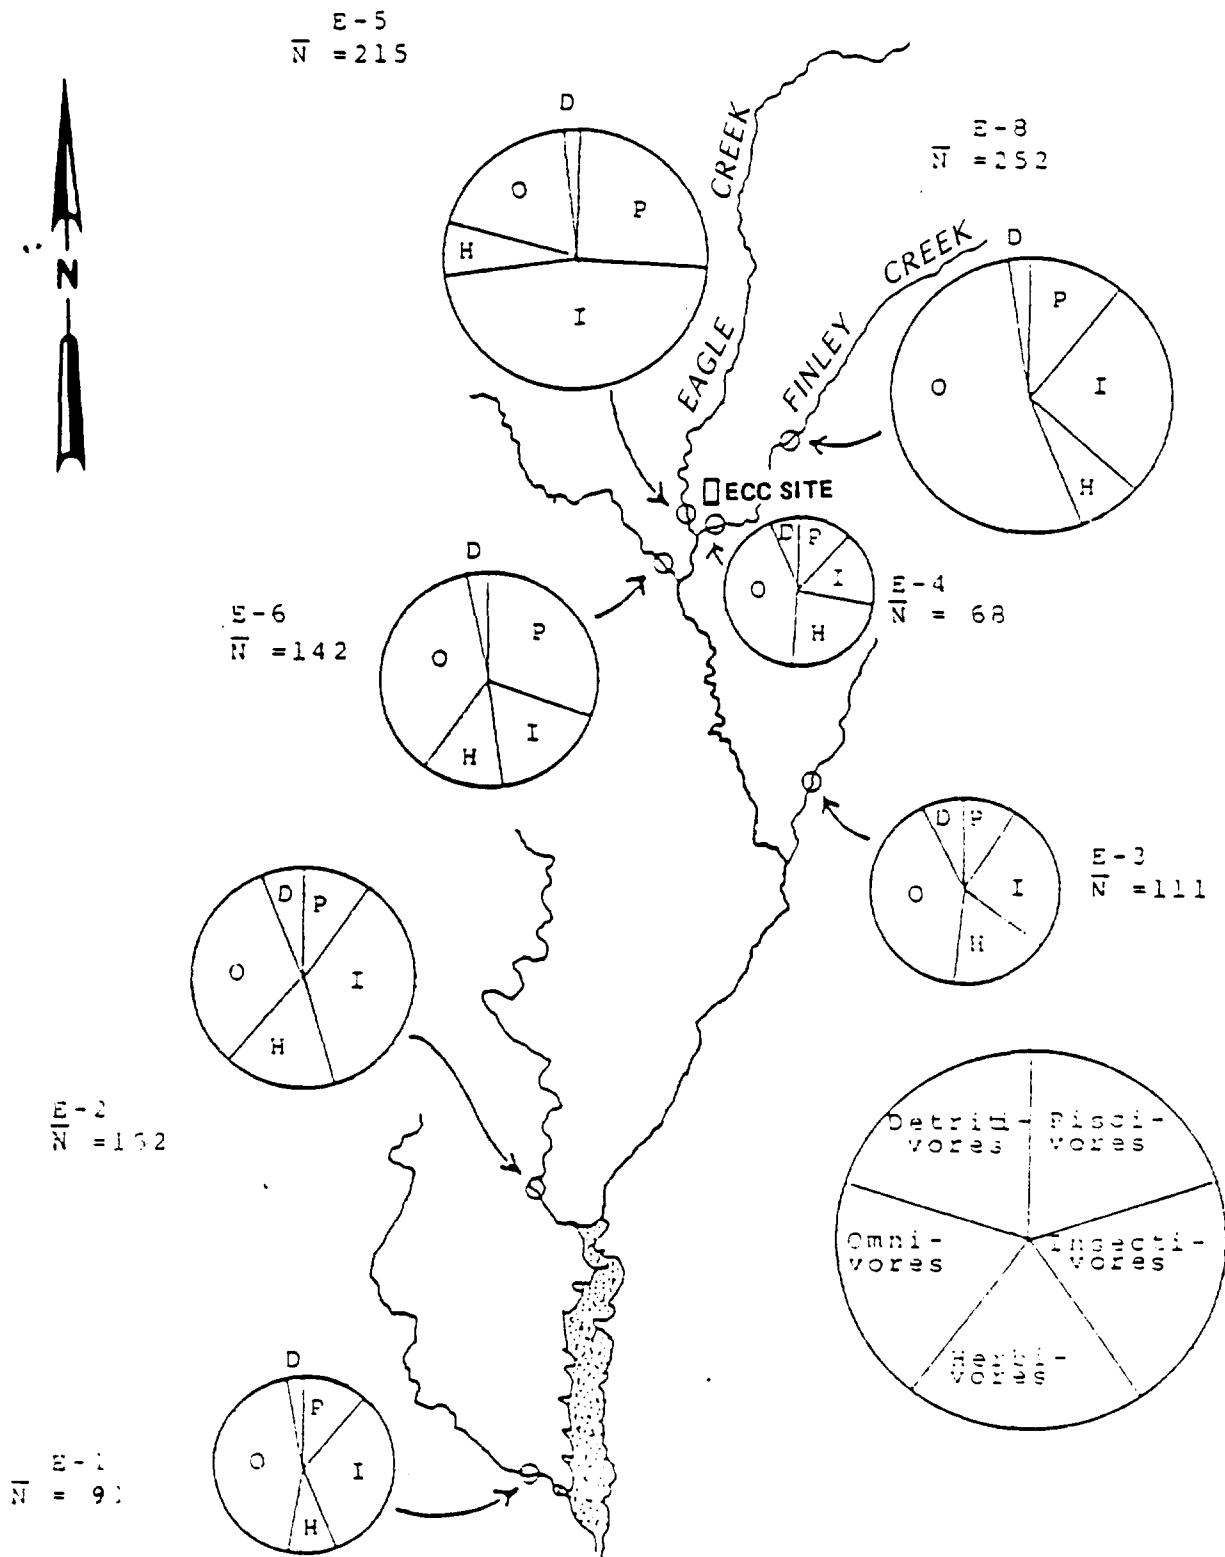 E-5
N̅ =215
D
O
P
H
I
EAGLE CREEK
E-8
N̅ =252
FINLEY CREEK
D
P
O
I
H
N
ECC SITE
D
P
O
I
H
E-4
N̅ = 68
E-6
N̅ =142
D
P
O
I
H
E-3
N̅ =111
D
P
O
I
H
D
P
O
I
H
E-2
Detriti-
vores
Pisci-
vores
Omni-
vores
Insecti-
vores
Herbi-
vores
D
P
O
I
H
E-1